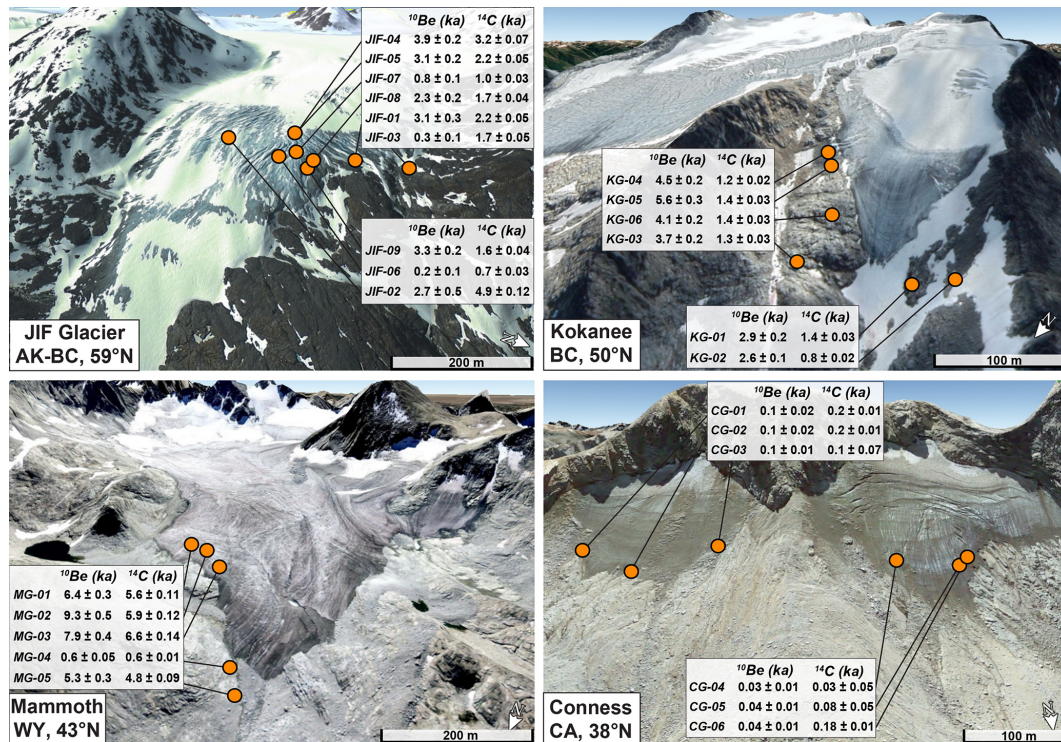 ¹⁰Be (ka) ¹⁴C (ka)
JIF-04 3.9 ± 0.2 3.2 ± 0.07
JIF-05 3.1 ± 0.2 2.2 ± 0.05
JIF-07 0.8 ± 0.1 1.0 ± 0.03
JIF-08 2.3 ± 0.2 1.7 ± 0.04
JIF-01 3.1 ± 0.3 2.2 ± 0.05
JIF-03 0.3 ± 0.1 1.7 ± 0.05
¹⁰Be (ka) ¹⁴C (ka)
JIF-09 3.3 ± 0.2 1.6 ± 0.04
JIF-06 0.2 ± 0.1 0.7 ± 0.03
JIF-02 2.7 ± 0.5 4.9 ± 0.12
JIF Glacier
AK-BC, 59°N
N
200 m
¹⁰Be (ka) ¹⁴C (ka)
KG-04 4.5 ± 0.2 1.2 ± 0.02
KG-05 5.6 ± 0.3 1.4 ± 0.03
KG-06 4.1 ± 0.2 1.4 ± 0.03
KG-03 3.7 ± 0.2 1.3 ± 0.03
¹⁰Be (ka) ¹⁴C (ka)
KG-01 2.9 ± 0.2 1.4 ± 0.03
KG-02 2.6 ± 0.1 0.8 ± 0.02
Kokanee
BC, 50°N
N
100 m
¹⁰Be (ka) ¹⁴C (ka)
MG-01 6.4 ± 0.3 5.6 ± 0.11
MG-02 9.3 ± 0.5 5.9 ± 0.12
MG-03 7.9 ± 0.4 6.6 ± 0.14
MG-04 0.6 ± 0.05 0.6 ± 0.01
MG-05 5.3 ± 0.3 4.8 ± 0.09
Mammoth
WY, 43°N
N
200 m
¹⁰Be (ka) ¹⁴C (ka)
CG-01 0.1 ± 0.02 0.2 ± 0.01
CG-02 0.1 ± 0.02 0.2 ± 0.01
CG-03 0.1 ± 0.01 0.1 ± 0.07
¹⁰Be (ka) ¹⁴C (ka)
CG-04 0.03 ± 0.01 0.03 ± 0.05
CG-05 0.04 ± 0.01 0.08 ± 0.05
CG-06 0.04 ± 0.01 0.18 ± 0.01
Conness
CA, 38°N
N
100 m